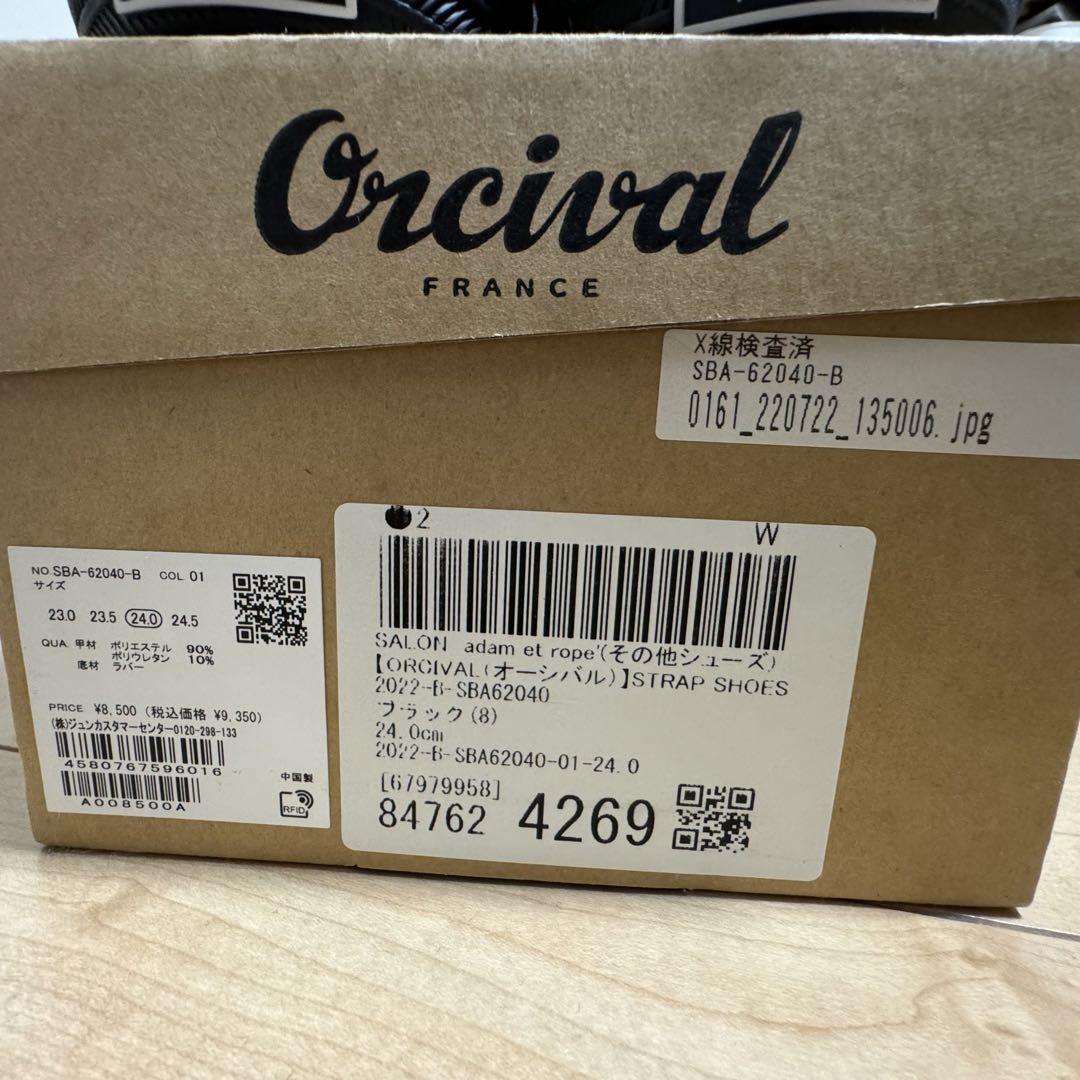 Orcival
FRANCE
X線検査済
SBA-62040-B
0161_220722_135006.jpg
NO.SBA-62040-B COL 01
サイズ
23.0 23.5 24.0 24.5
QUA. 甲材 ポリエステル 90%
ポリウレタン 10%
底材 ラバー
PRICE ¥8,500 (税込価格 ¥9,350)
(株)ジュンカスタマーセンター0120-298-133
4580767596016
中国製
A008500A
RFID
2 W
SALON adam et rope'(その他シューズ)
【ORCIVAL(オーシバル)】STRAP SHOES
2022-B-SBA62040
ブラック(8)
24.0cm
2022-B-SBA62040-01-24.0
[67979958]
84762 4269